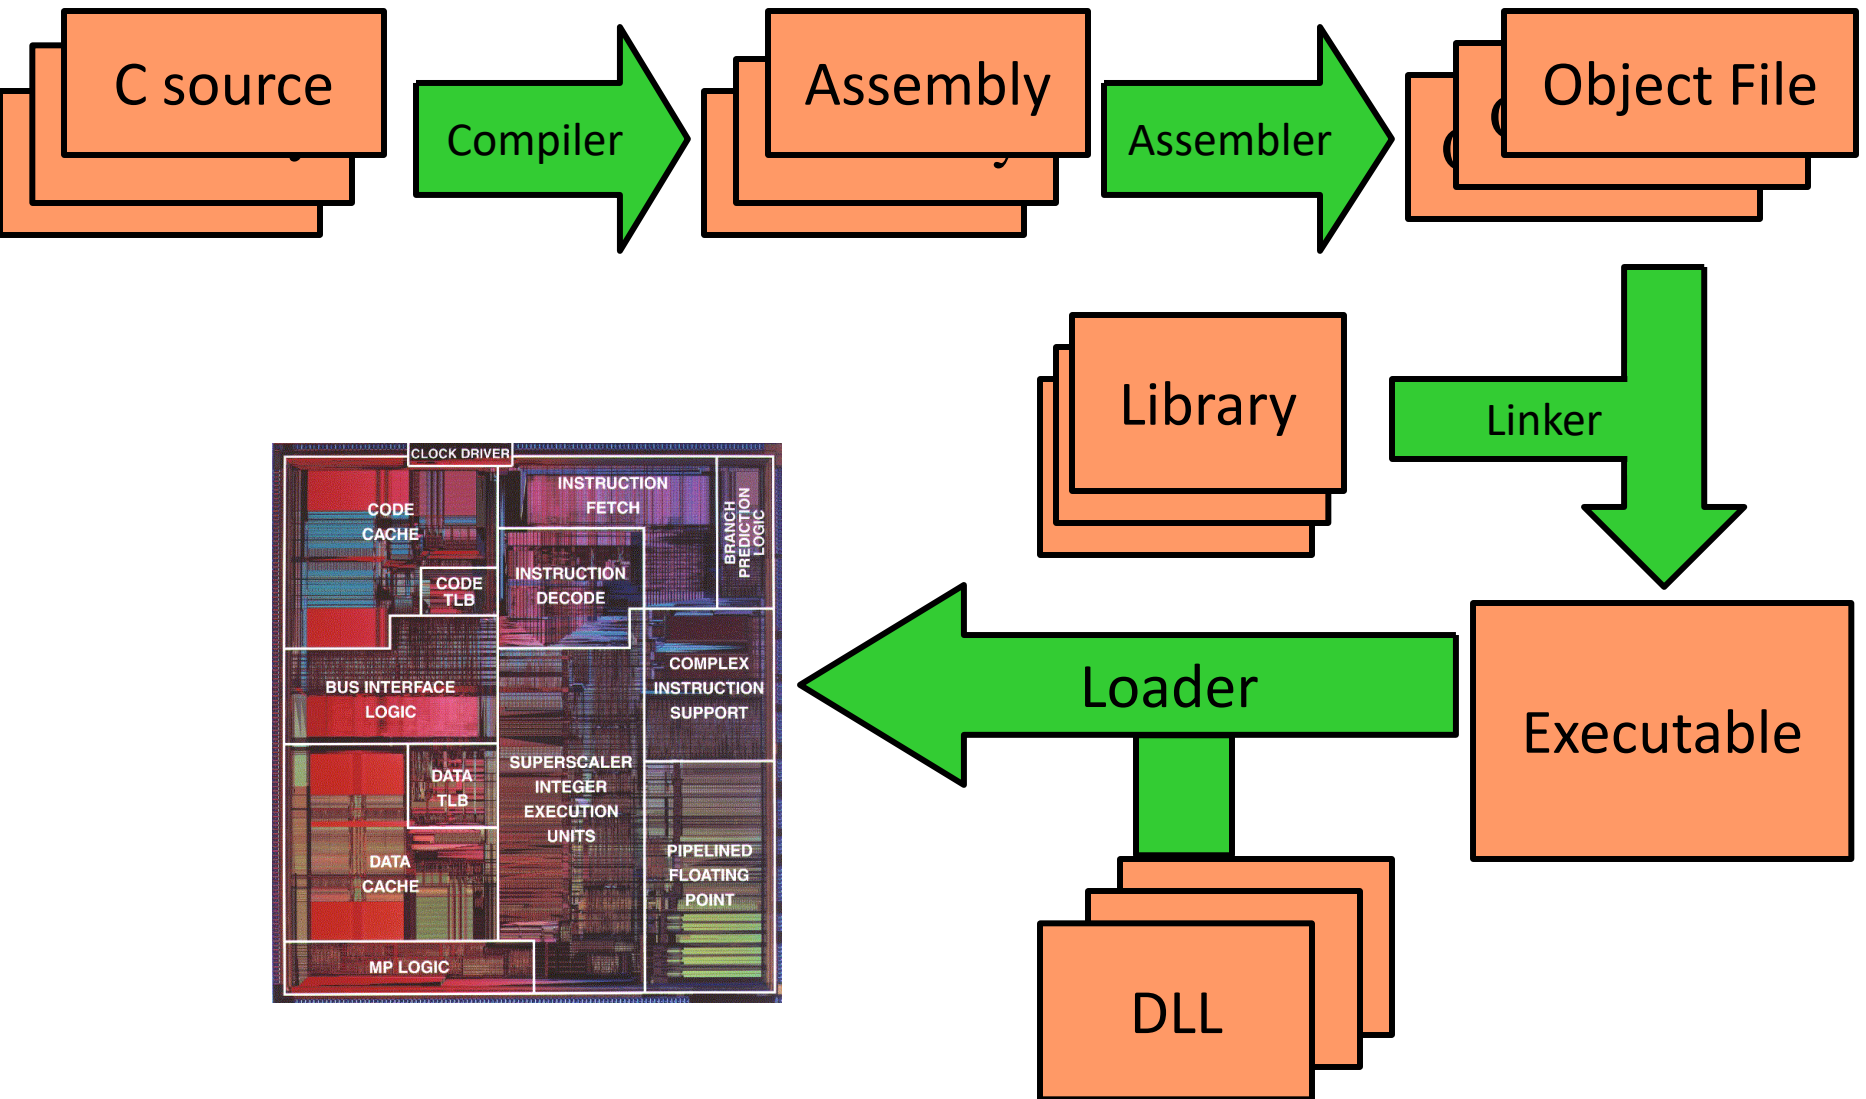 C source
Compiler
Assembly
Assembler
Object File
Library
Linker
Loader
Executable
DLL
CLOCK DRIVER
CODE
CACHE
INSTRUCTION
FETCH
BRANCH
PREDICTION
LOGIC
CODE
TLB
INSTRUCTION
DECODE
BUS INTERFACE
LOGIC
COMPLEX
INSTRUCTION
SUPPORT
DATA
TLB
SUPERSCALER
INTEGER
EXECUTION
UNITS
DATA
CACHE
PIPELINED
FLOATING
POINT
MP LOGIC